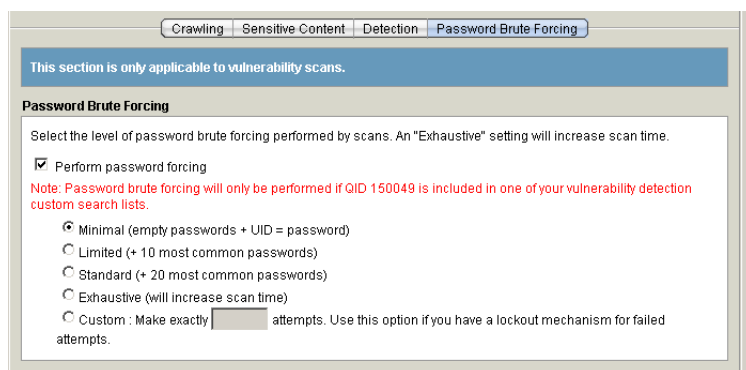 Crawling Sensitive Content Detection Password Brute Forcing
This section is only applicable to vulnerability scans.
Password Brute Forcing
Select the level of password brute forcing performed by scans. An "Exhaustive" setting will increase scan time.
Perform password forcing
Note: Password brute forcing will only be performed if QID 150049 is included in one of your vulnerability detection
custom search lists.
Minimal (empty passwords + UID = password)
Limited (+ 10 most common passwords)
Standard (+ 20 most common passwords)
Exhaustive (will increase scan time)
Custom : Make exactly attempts. Use this option if you have a lockout mechanism for failed
attempts.